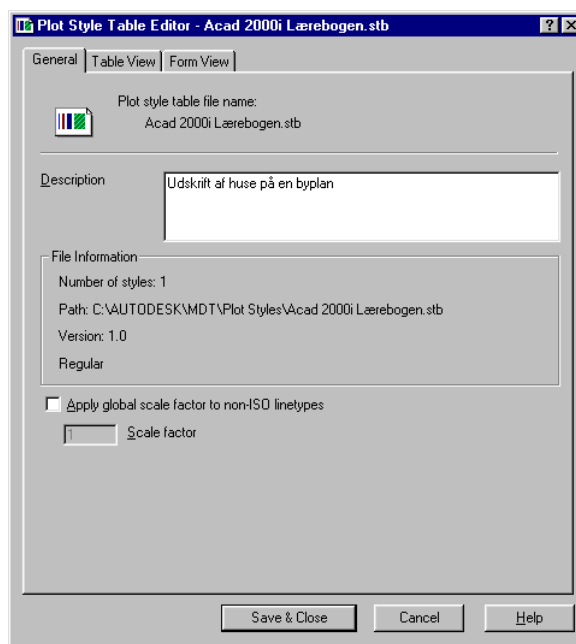 Plot Style Table Editor - Acad 2000i Lærebogen.stb
General Table View Form View
Plot style table file name:
Acad 2000i Lærebogen.stb
Description
Udskrift af huse på en byplan
File Information
Number of styles: 1
Path: C:\AUTODESK\MDT\Plot Styles\Acad 2000i Lærebogen.stb
Version: 1.0
Regular
Apply global scale factor to non-ISO linetypes
1 Scale factor
Save & Close Cancel Help